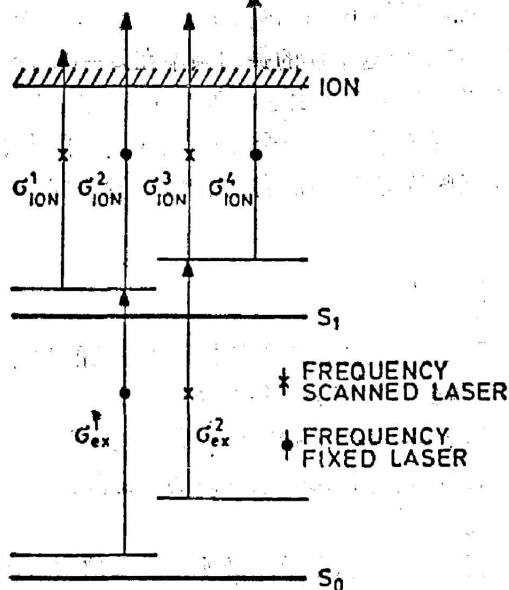 ION
σ¹ION σ²ION σ³ION σ⁴ION
S₁
FREQUENCY
SCANNED LASER
σ¹ex σ²ex
FREQUENCY
FIXED LASER
S₀